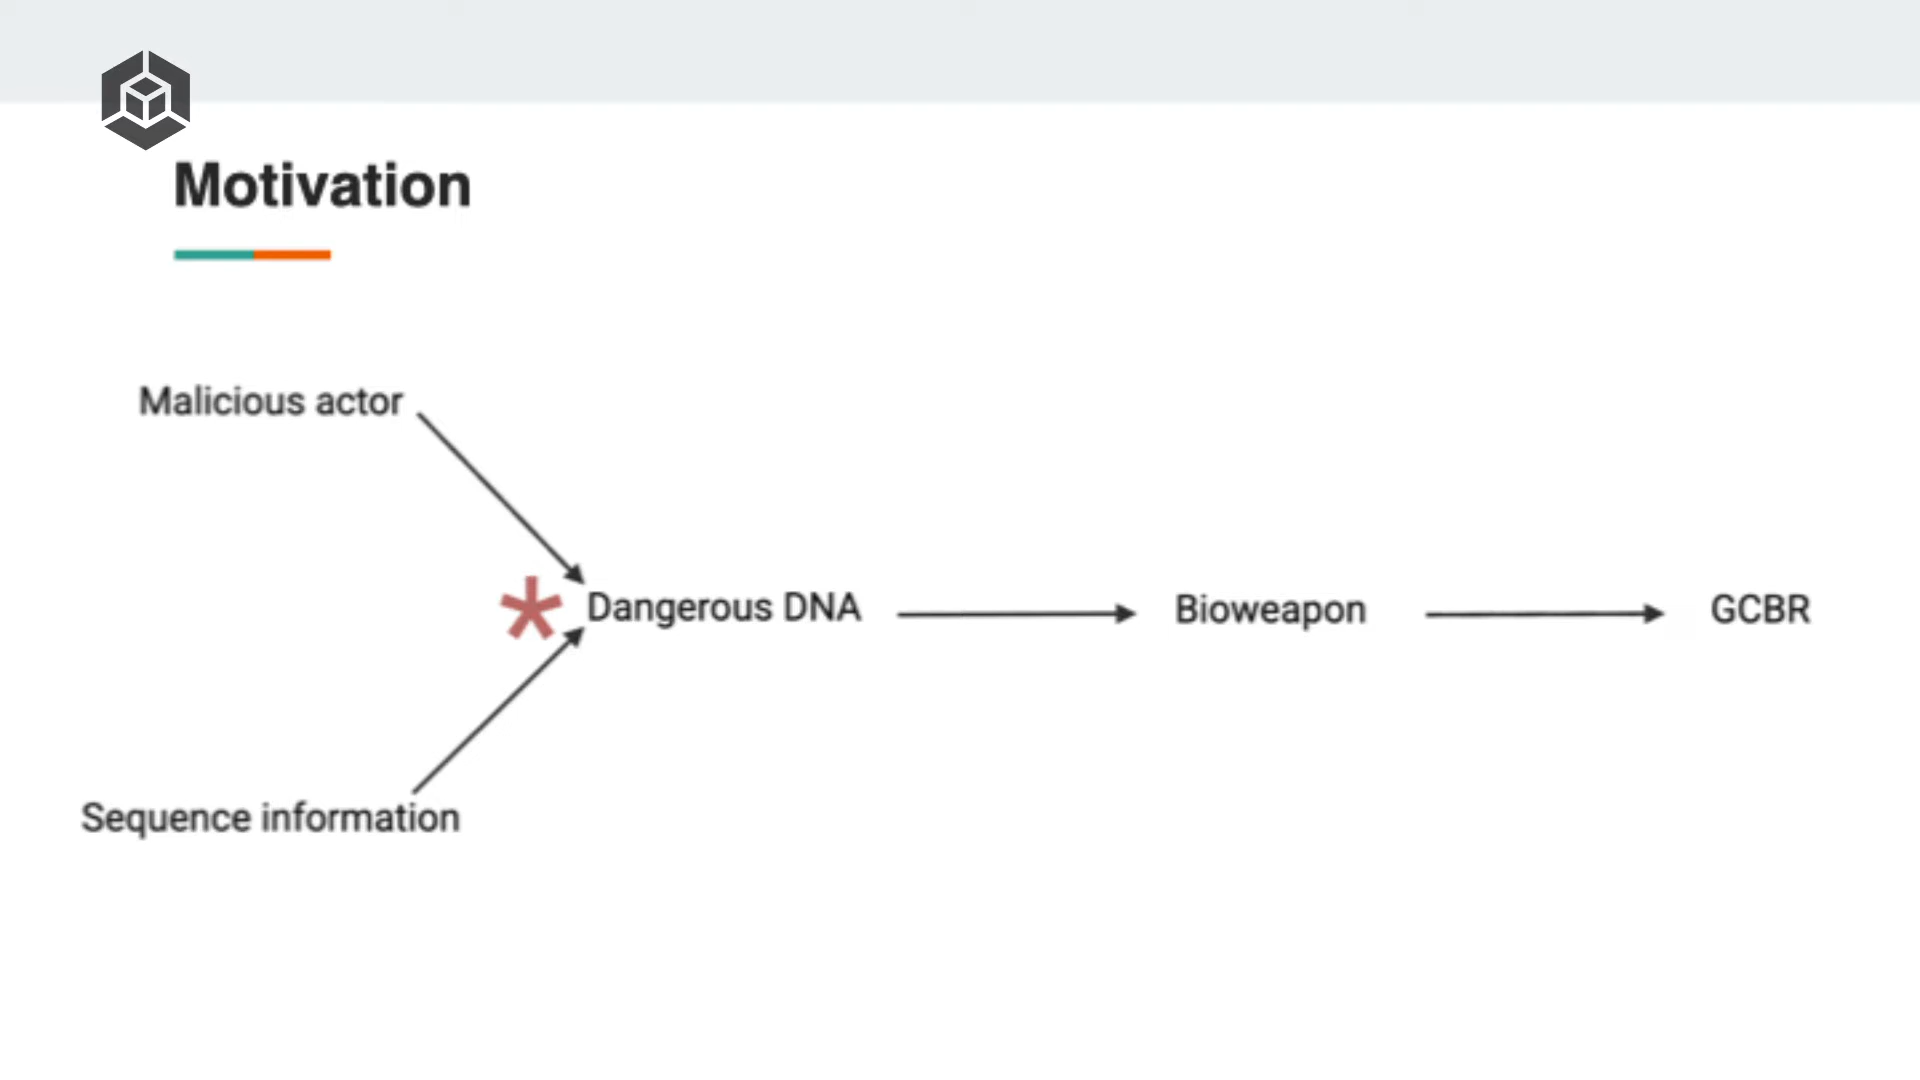 Motivation
Malicious actor
* Dangerous DNA
Bioweapon
GCBR
Sequence information